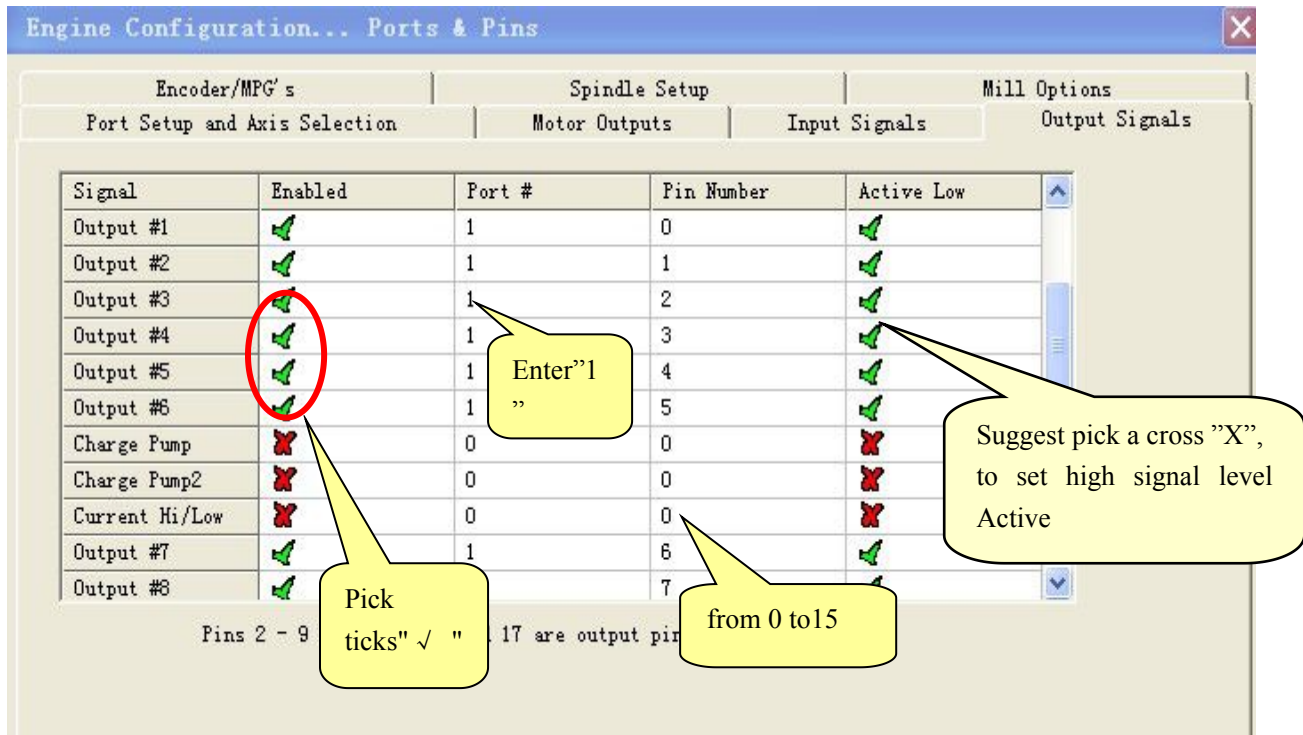 Engine Configuration... Ports & Pins
Encoder/MPG's Spindle Setup Mill Options
Port Setup and Axis Selection Motor Outputs Input Signals Output Signals
Signal Enabled Port # Pin Number Active Low
Output #1 1 0
Output #2 1 1
Output #3 1 2
Output #4 1 3
Output #5 1 4
Output #6 1 5
Charge Pump 0 0
Charge Pump2 0 0
Current Hi/Low 0 0
Output #7 1 6
Output #8 7
Enter"1
"
Suggest pick a cross "X",
to set high signal level
Active
Pick
ticks" √ "
from 0 to15
Pins 2 - 9 17 are output